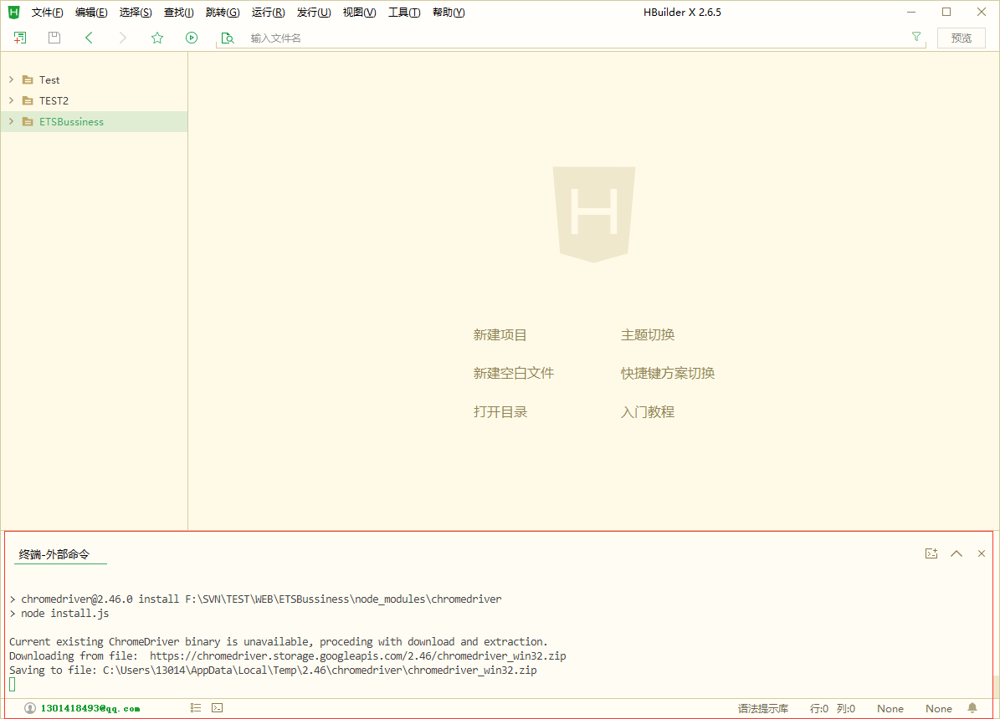 文件(F) 编辑(E) 选择(S) 查找(I) 跳转(G) 运行(R) 发行(U) 视图(V) 工具(T) 帮助(Y) HBuilder X 2.6.5
输入文件名 预览
Test
TEST2
ETSBussiness
H
新建项目 主题切换
新建空白文件 快捷键方案切换
打开目录 入门教程
终端-外部命令
> chromedriver@2.46.0 install F:\SVN\TEST\WEB\ETSBussiness\node_modules\chromedriver
> node install.js
Current existing ChromeDriver binary is unavailable, proceding with download and extraction.
Downloading from file:  https://chromedriver.storage.googleapis.com/2.46/chromedriver_win32.zip
Saving to file: C:\Users\13014\AppData\Local\Temp\2.46\chromedriver\chromedriver_win32.zip
1301418493@qq.com 语法提示库 行:0 列:0 None None